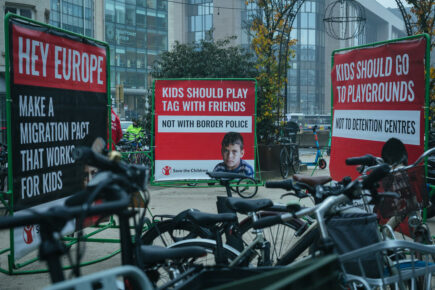 HEY EUROPE
MAKE A
MIGRATION PACT
THAT WORKS
FOR KIDS
KIDS SHOULD PLAY
TAG WITH FRIENDS
NOT WITH BORDER POLICE
Save the Children
KIDS SHOULD GO
TO PLAYGROUNDS
NOT TO DETENTION CENTRES